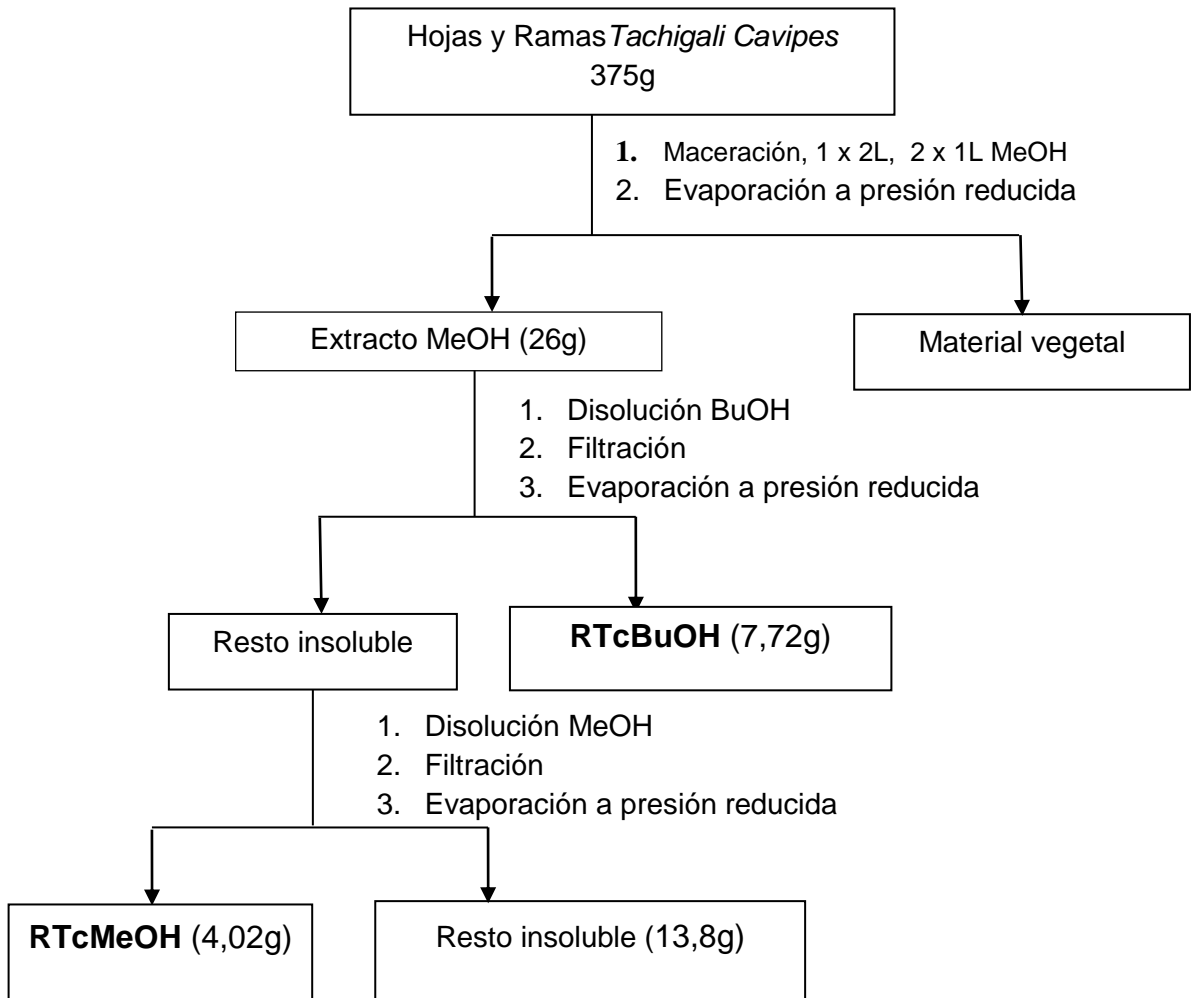 Hojas y Ramas Tachigali Cavipes
375g
1. Maceración, 1 x 2L, 2 x 1L MeOH
2. Evaporación a presión reducida
Extracto MeOH (26g)
Material vegetal
1. Disolución BuOH
2. Filtración
3. Evaporación a presión reducida
Resto insoluble
RTcBuOH (7,72g)
1. Disolución MeOH
2. Filtración
3. Evaporación a presión reducida
RTcMeOH (4,02g)
Resto insoluble (13,8g)